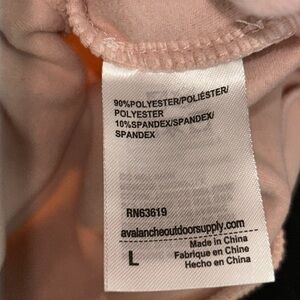 90%POLYESTER/POLIÉSTER/
POLYESTER
10%SPANDEX/SPANDEX/
SPANDEX
RN63619
avalancheoutdoorsupply.com
Made in China
L
Fabrique en Chine
Hecho en China